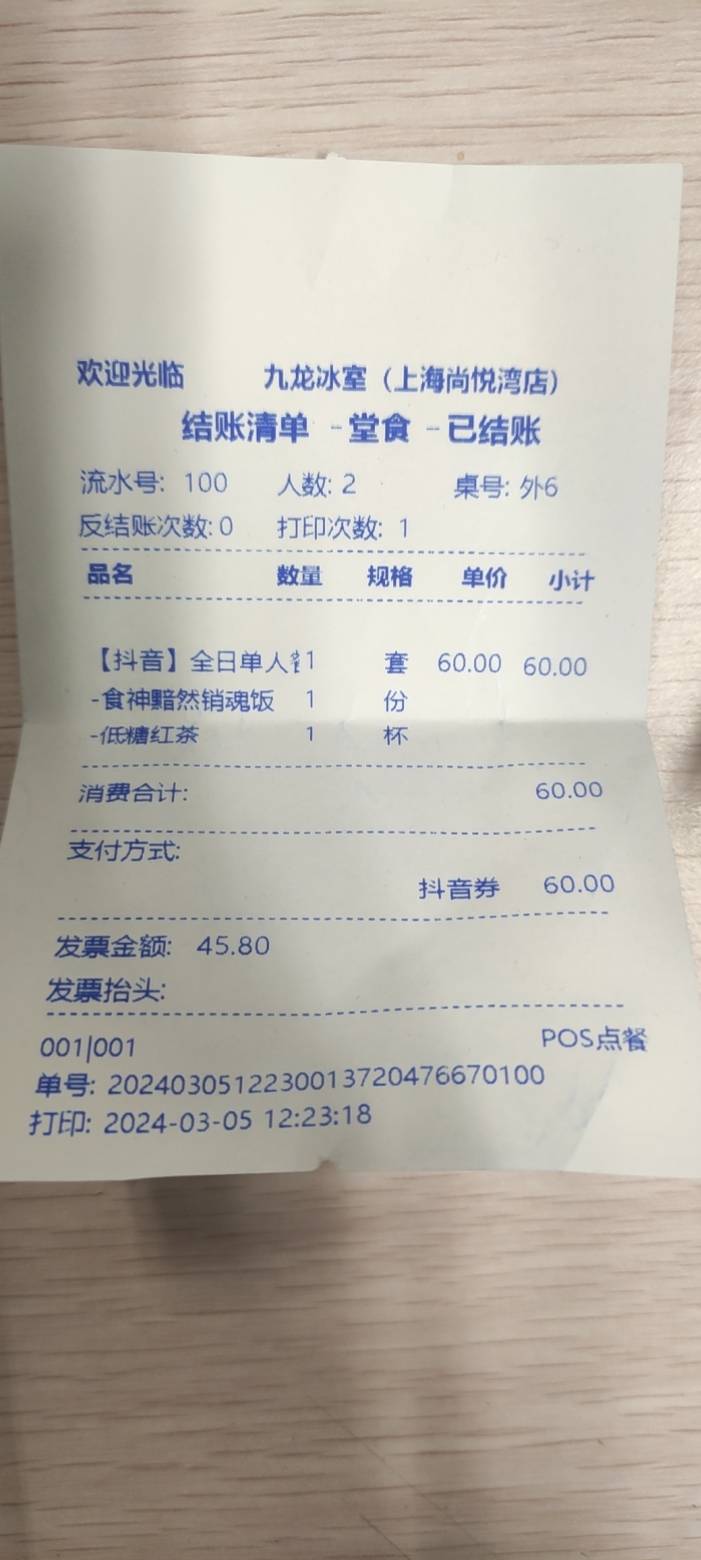 欢迎光临 九龙冰室（上海尚悦湾店）
结账清单 -堂食 -已结账
流水号: 100 人数: 2 桌号: 外6
反结账次数: 0 打印次数: 1
品名 数量 规格 单价 小计
【抖音】全日单人 1 套 60.00 60.00
-食神黯然销魂饭 1 份
-低糖红茶 1 杯
消费合计: 60.00
支付方式:
抖音券 60.00
发票金额: 45.80
发票抬头:
001|001 POS点餐
单号: 2024030512230013720476670100
打印: 2024-03-05 12:23:18